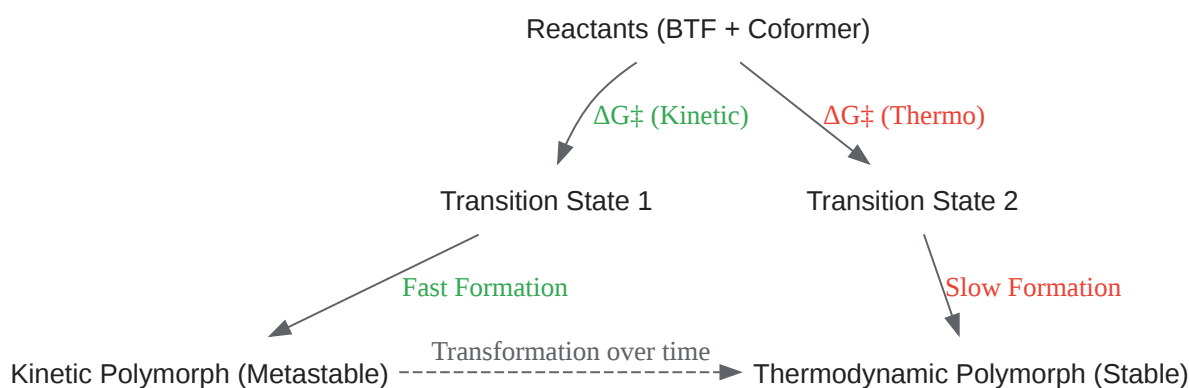 Reactants (BTF + Coformer)
ΔG‡ (Kinetic)
ΔG‡ (Thermo)
Transition State 1
Transition State 2
Fast Formation
Slow Formation
Transformation over time
Kinetic Polymorph (Metastable)
Thermodynamic Polymorph (Stable)